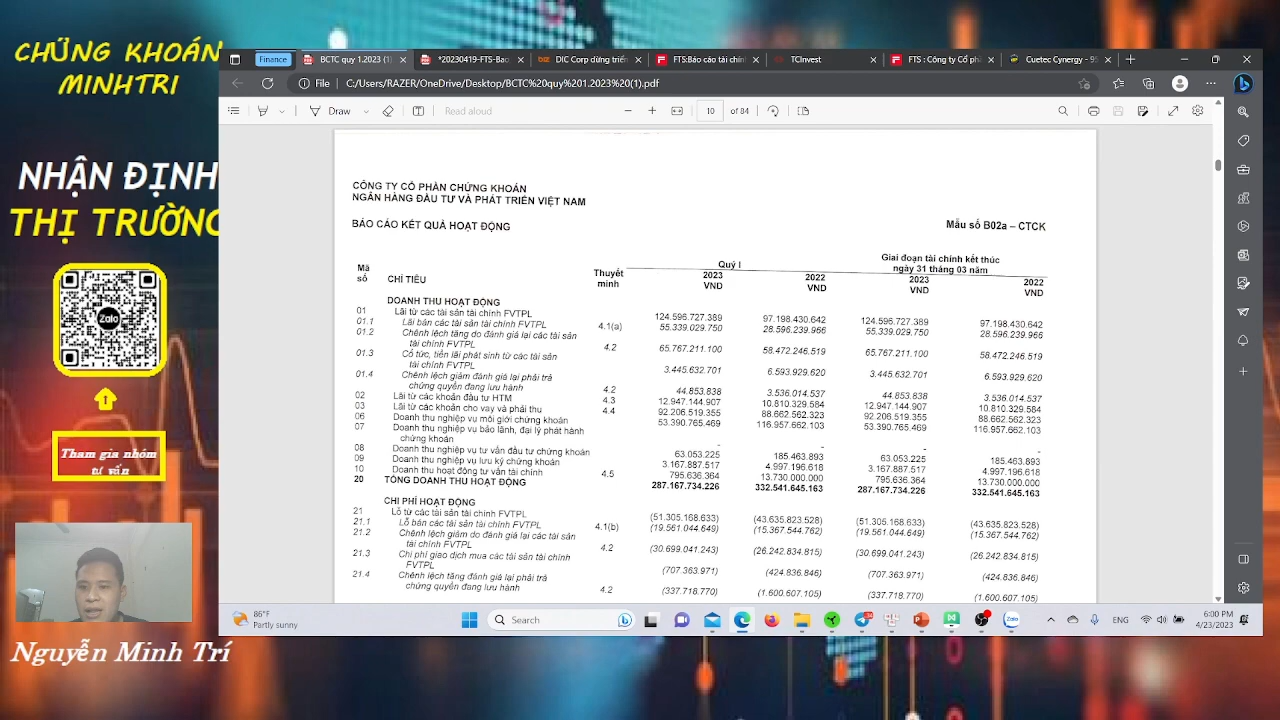 CHỨNG KHOÁN
MINHTRI
NHẬN ĐỊNH
THỊ TRƯỜNG
Zalo
Tham gia nhóm
tư vấn
Nguyễn Minh Trí
Finance
BCTC quy 1.2023 (1)
*20230419-FTS-Bao
DIC Corp dừng triển
FTS:Báo cáo tài chính
TCInvest
FTS : Công ty Cổ ph
Cuetec Cynergy - 95
File
C:/Users/RAZER/OneDrive/Desktop/BCTC%20quy%201.2023%20(1).pdf
Draw
Read aloud
10
of 84
CÔNG TY CỔ PHẦN CHỨNG KHOÁN
NGÂN HÀNG ĐẦU TƯ VÀ PHÁT TRIỂN VIỆT NAM
BÁO CÁO KẾT QUẢ HOẠT ĐỘNG
Mẫu số B02a – CTCK
Mã số CHỈ TIÊU Thuyết minh Quý I Giai đoạn tài chính kết thúc ngày 31 tháng 03 năm
2023 VND 2022 VND 2023 VND 2022 VND
DOANH THU HOẠT ĐỘNG
01 Lãi từ các tài sản tài chính FVTPL 124.596.727.389 97.198.430.642 124.596.727.389 97.198.430.642
01.1 Lãi bán các tài sản tài chính FVTPL 4.1(a) 55.339.029.750 28.596.239.966 55.339.029.750 28.596.239.966
01.2 Chênh lệch tăng do đánh giá lại các tài sản
tài chính FVTPL 4.2 65.767.211.100 58.472.246.519 65.767.211.100 58.472.246.519
01.3 Cổ tức, tiền lãi phát sinh từ các tài sản
tài chính FVTPL 3.445.632.701 6.593.929.620 3.445.632.701 6.593.929.620
01.4 Chênh lệch giảm đánh giá lại phải trả
chứng quyền đang lưu hành 4.2 44.853.838 3.536.014.537 44.853.838 3.536.014.537
02 Lãi từ các khoản đầu tư HTM 4.3 12.947.144.907 10.810.329.584 12.947.144.907 10.810.329.584
03 Lãi từ các khoản cho vay và phải thu 4.4 92.206.519.355 88.662.562.323 92.206.519.355 88.662.562.323
06 Doanh thu nghiệp vụ môi giới chứng khoán 53.390.765.469 116.957.662.103 53.390.765.469 116.957.662.103
07 Doanh thu nghiệp vụ bảo lãnh, đại lý phát hành
chứng khoán - - - -
08 Doanh thu nghiệp vụ tư vấn đầu tư chứng khoán 63.053.225 185.463.893 63.053.225 185.463.893
09 Doanh thu nghiệp vụ lưu ký chứng khoán 3.167.887.517 4.997.196.618 3.167.887.517 4.997.196.618
10 Doanh thu hoạt động tư vấn tài chính 4.5 795.636.364 13.730.000.000 795.636.364 13.730.000.000
20 TỔNG DOANH THU HOẠT ĐỘNG 287.167.734.226 332.541.645.163 287.167.734.226 332.541.645.163
CHI PHÍ HOẠT ĐỘNG
21 Lỗ từ các tài sản tài chính FVTPL (51.305.168.633) (43.635.823.528) (51.305.168.633) (43.635.823.528)
21.1 Lỗ bán các tài sản tài chính FVTPL 4.1(b) (19.561.044.649) (15.367.544.762) (19.561.044.649) (15.367.544.762)
21.2 Chênh lệch giảm do đánh giá lại các tài sản
tài chính FVTPL 4.2 (30.699.041.243) (26.242.834.815) (30.699.041.243) (26.242.834.815)
21.3 Chi phí giao dịch mua các tài sản tài chính
FVTPL (707.363.971) (424.836.846) (707.363.971) (424.836.846)
21.4 Chênh lệch tăng đánh giá lại phải trả
chứng quyền đang lưu hành 4.2 (337.718.770) (1.600.607.105) (337.718.770) (1.600.607.105)
86°F
Partly sunny
Search
Zalo
ENG
6:00 PM
4/23/2023